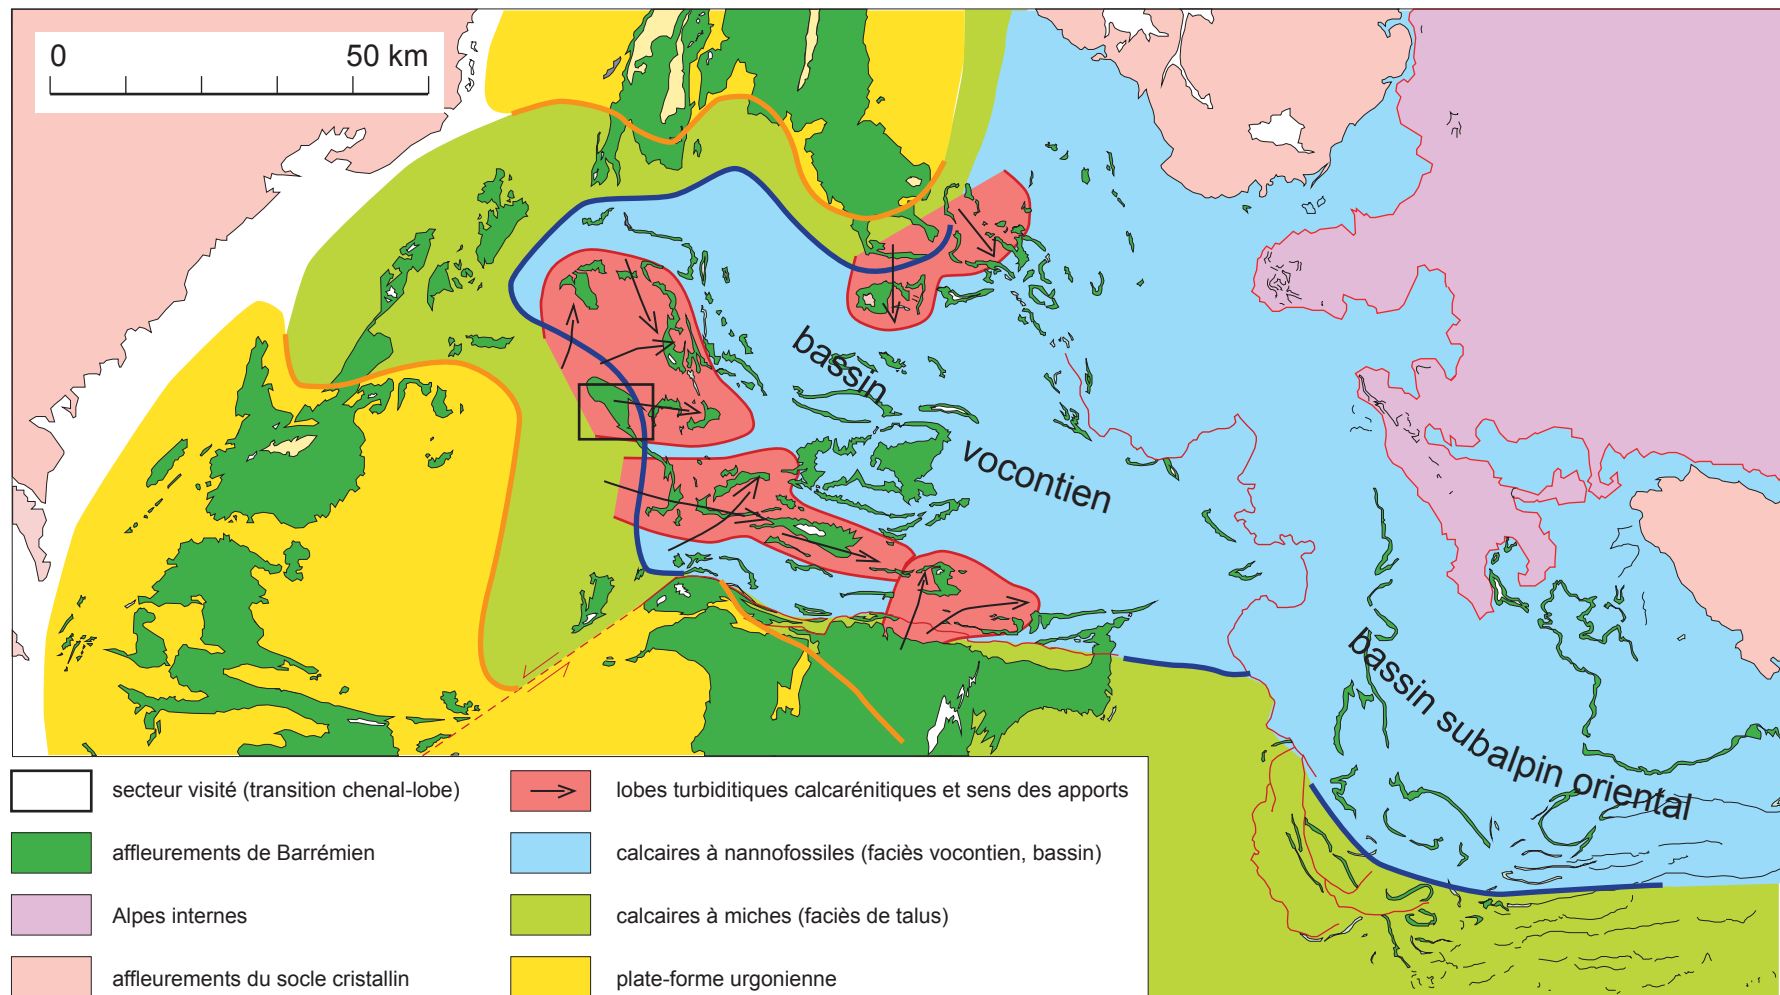 0 50 km
bassin
vocontien
bassin subalpin oriental
secteur visité (transition chenal-lobe)
affleurements de Barrémien
Alpes internes
affleurements du socle cristallin
lobes turbiditiques calcarénitiques et sens des apports
calcaires à nannofossiles (faciès vocontien, bassin)
calcaires à miches (faciès de talus)
plate-forme urgonienne